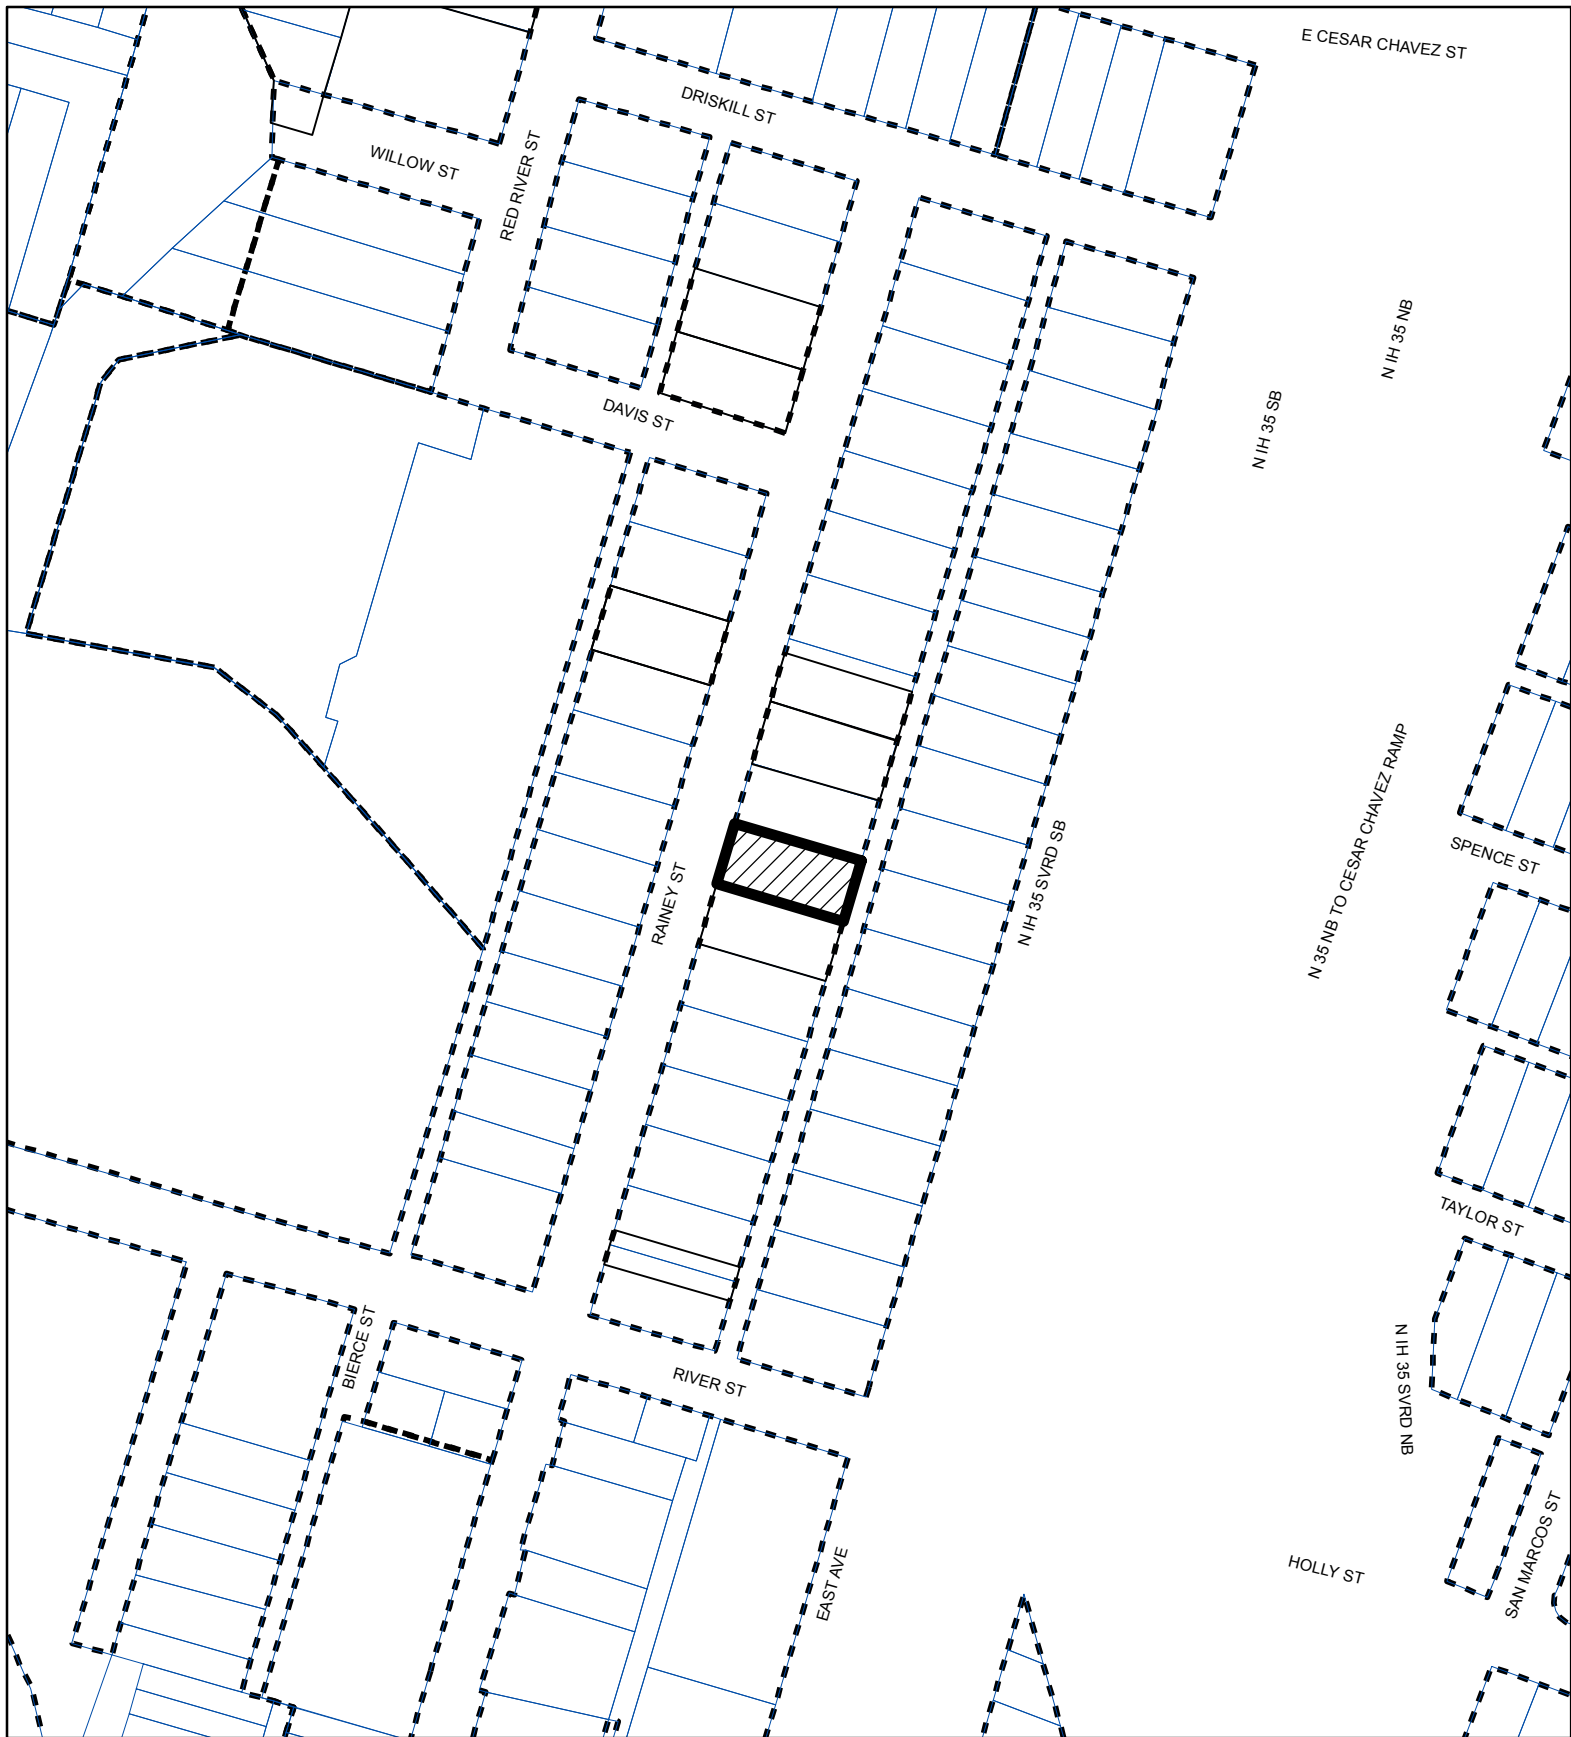 E CESAR CHAVEZ ST
DRISKILL ST
WILLOW ST
RED RIVER ST
N IH 35 NB
N IH 35 SB
DAVIS ST
N 35 NB TO CESAR CHAVEZ RAMP
SPENCE ST
N IH 35 SVRD SB
RAINEY ST
TAYLOR ST
BIERCE ST
RIVER ST
N IH 35 SVRD NB
SAN MARCOS ST
EAST AVE
HOLLY ST